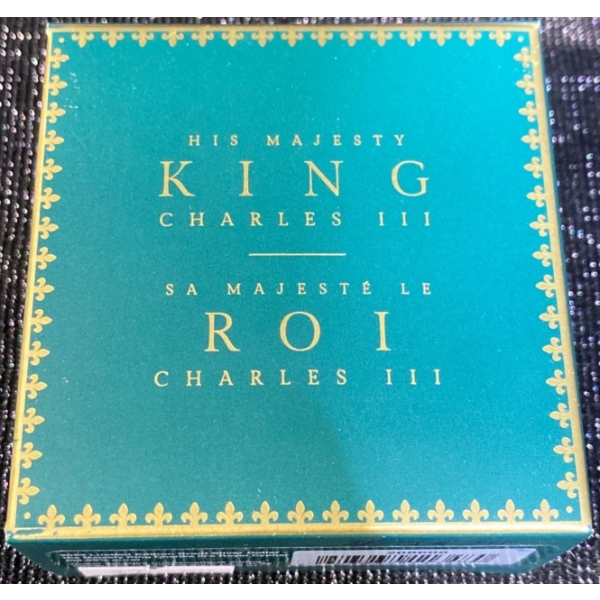 HIS MAJESTY
KING
CHARLES III
SA MAJESTÉ LE
ROI
CHARLES III